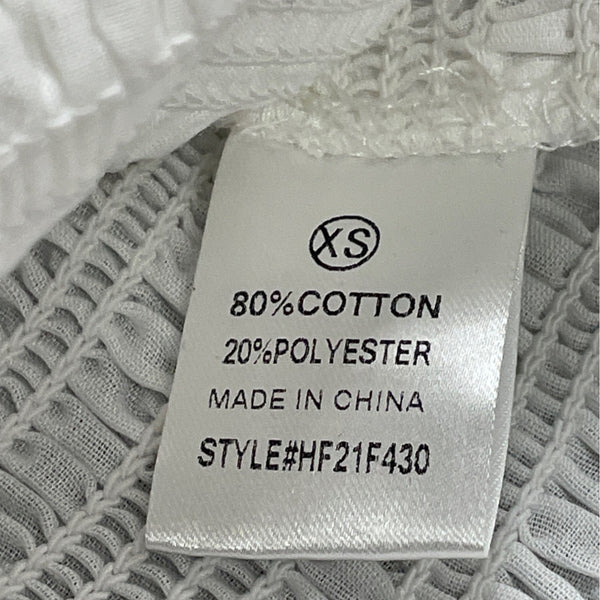 XS
80%COTTON
20%POLYESTER
MADE IN CHINA
STYLE#HF21F430